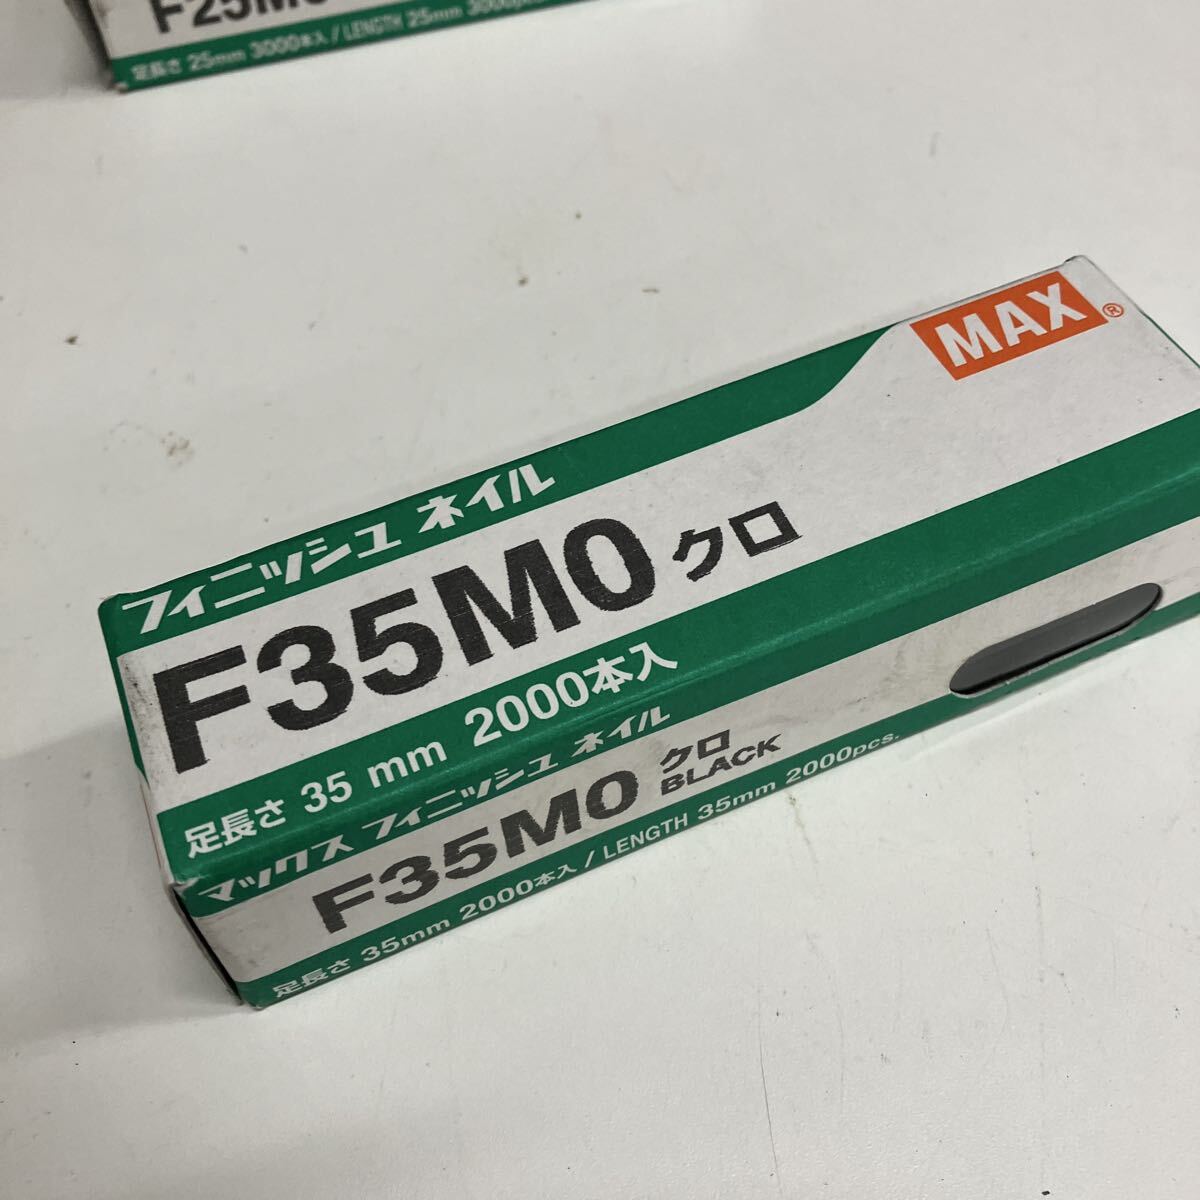 F25M0
足長さ 25mm 3000本入 / LENGTH 25mm 3000pcs
MAX®
フィニッシュ ネイル
F35M0 クロ
足長さ 35 mm 2000本入
マックス フィニッシュ ネイル
F35M0 クロ BLACK
足長さ 35mm 2000本入 / LENGTH 35mm 2000pcs.